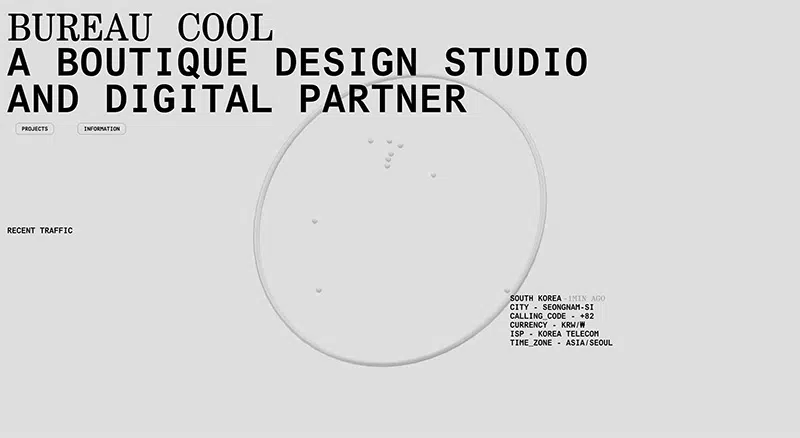 BUREAU COOL
A BOUTIQUE DESIGN STUDIO
AND DIGITAL PARTNER
PROJECTS
INFORMATION
RECENT TRAFFIC
SOUTH KOREA -1MIN AGO
CITY - SEONGNAM-SI
CALLING_CODE - +82
CURRENCY - KRW/₩
ISP - KOREA TELECOM
TIME_ZONE - ASIA/SEOUL